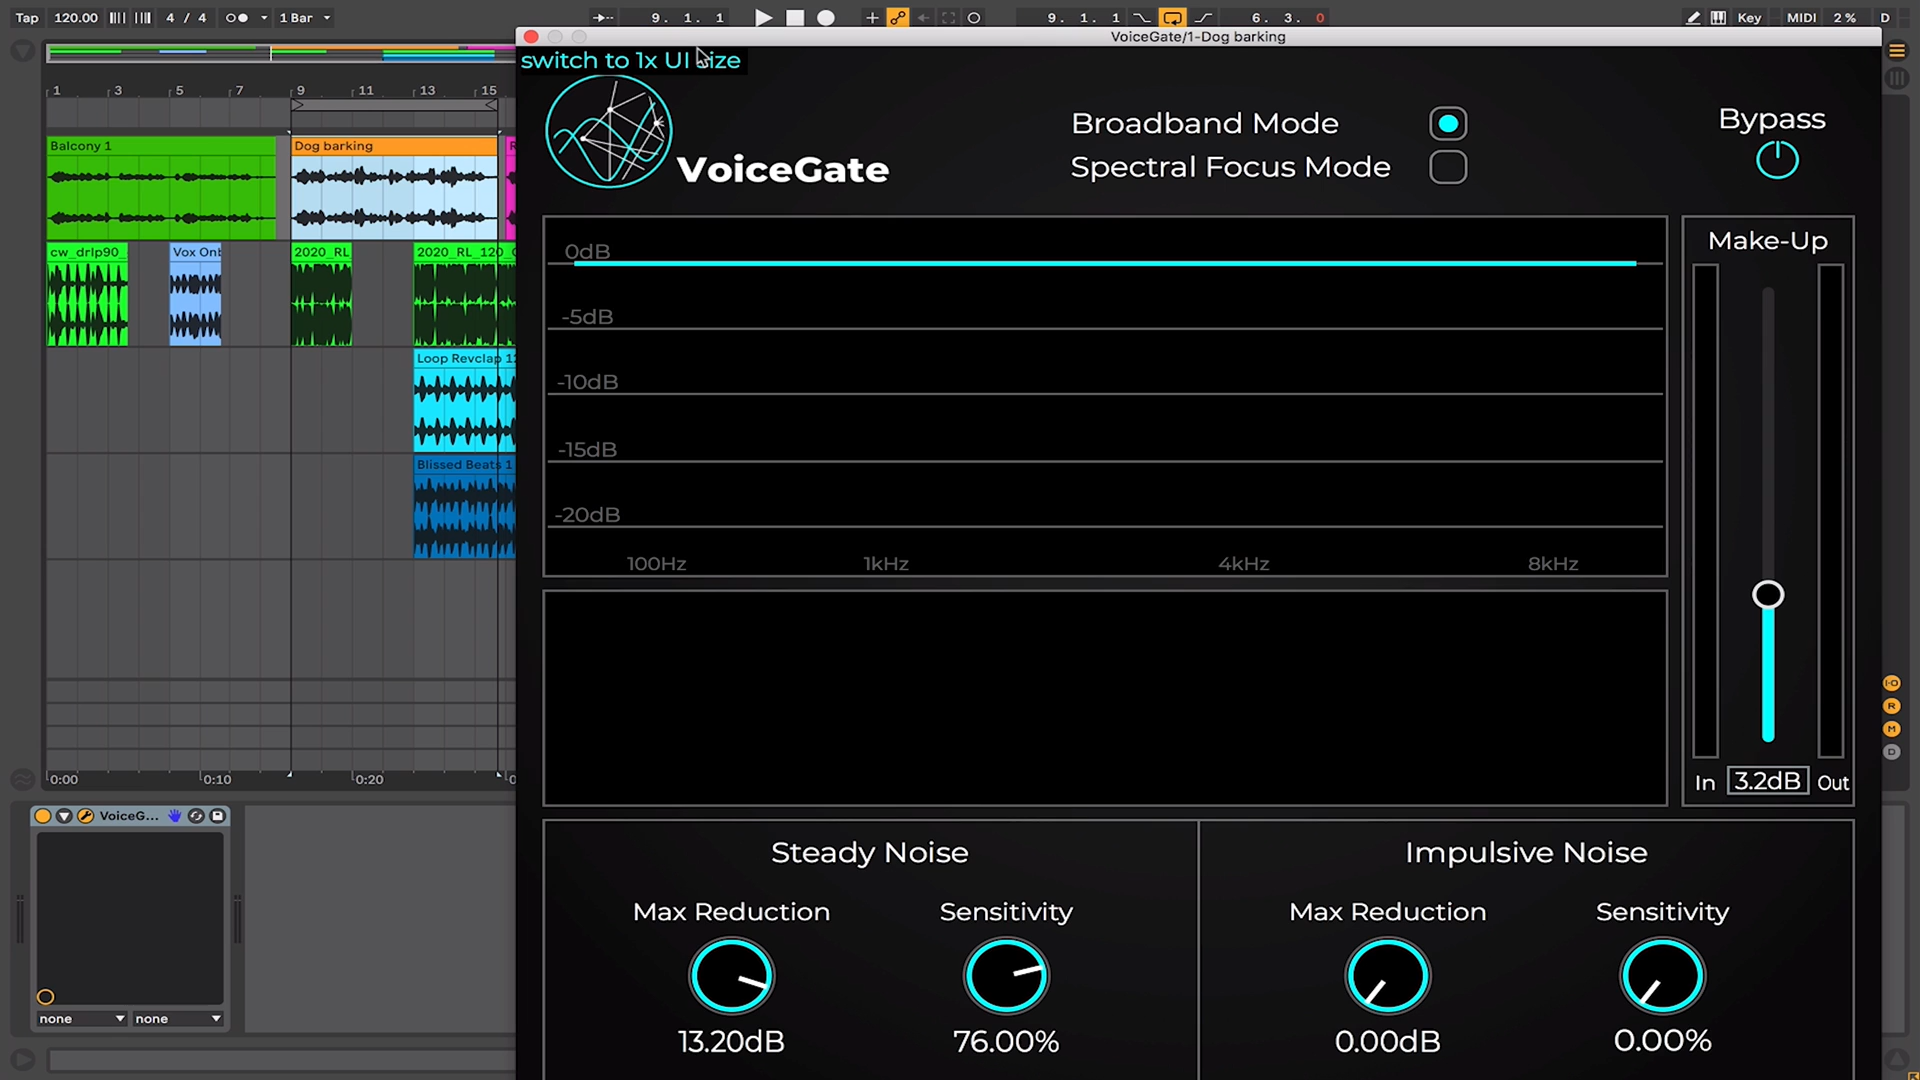 Tap 120.00 4 / 4 1 Bar 9. 1. 1 9. 1. 1 6. 3. 0 Key MIDI 2% D
VoiceGate/1-Dog barking
switch to 1x UI size
1 3 5 7 9 11 13 15
Balcony 1 Dog barking
cw_drlp90_ Vox Onl 2020_RL 2020_RL_120_
Loop Revclap 12
Blissed Beats 1
0:00 0:10 0:20
VoiceG...
none none
VoiceGate
Broadband Mode
Spectral Focus Mode
Bypass
0dB
-5dB
-10dB
-15dB
-20dB
100Hz 1kHz 4kHz 8kHz
Make-Up
In 3.2dB Out
Steady Noise
Max Reduction Sensitivity
13.20dB 76.00%
Impulsive Noise
Max Reduction Sensitivity
0.00dB 0.00%
I-O
R
M
D